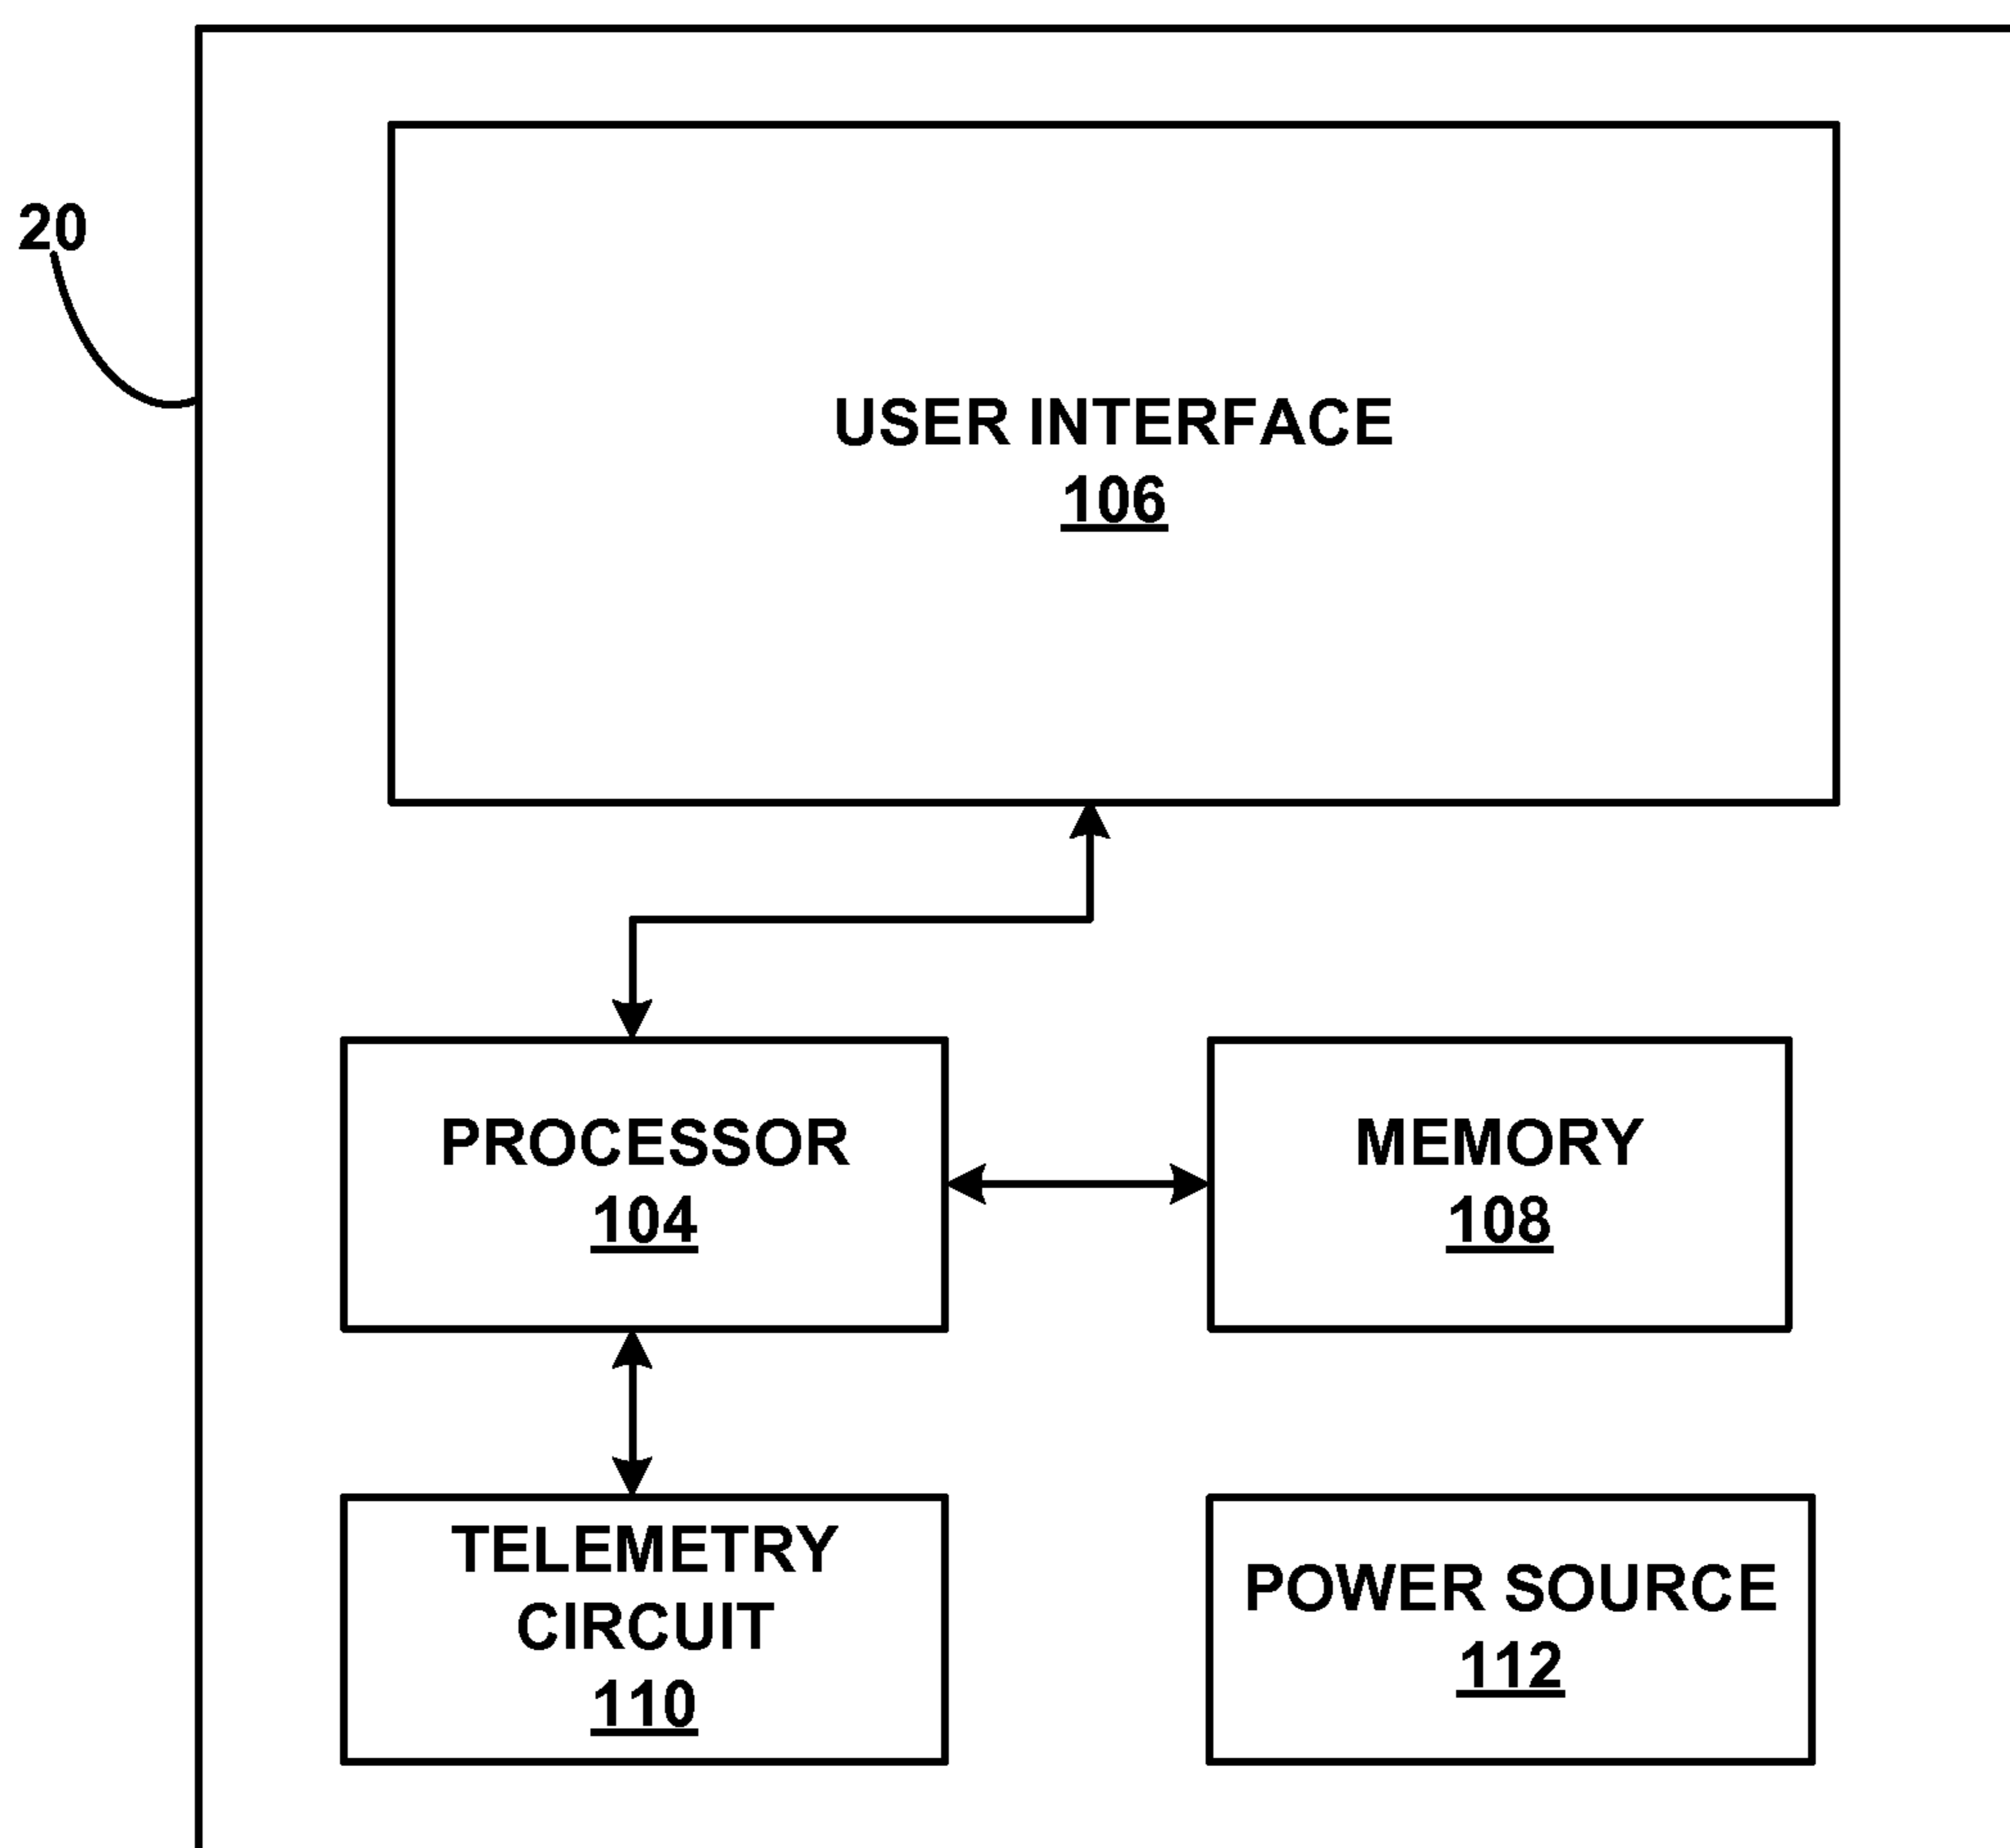 20
USER INTERFACE
106
PROCESSOR
104
MEMORY
108
TELEMETRY
CIRCUIT
110
POWER SOURCE
112